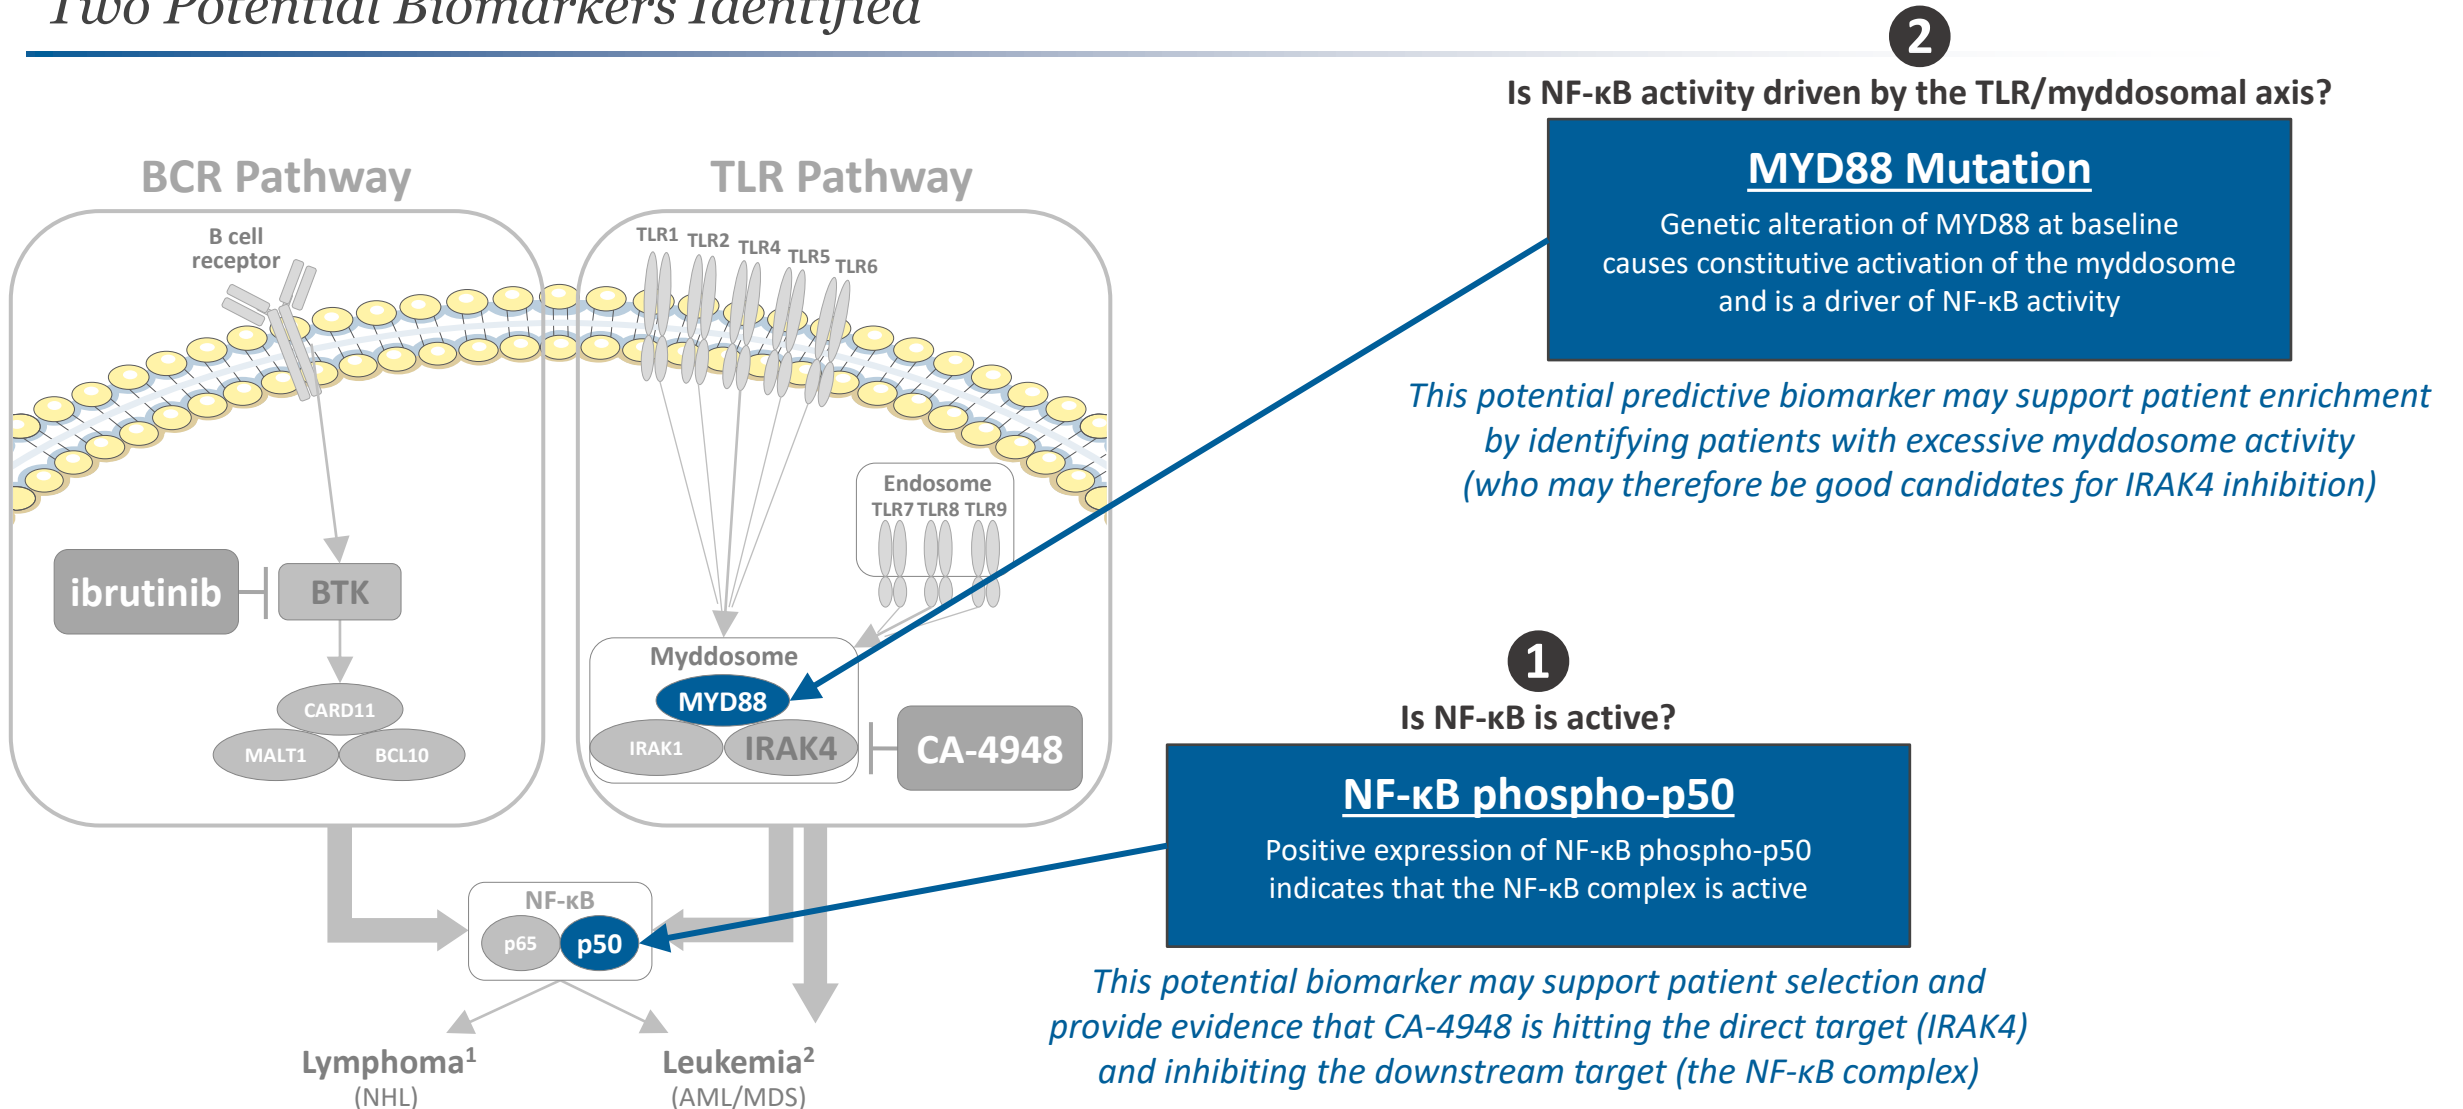 Two Potential Biomarkers Identified
2
Is NF-κB activity driven by the TLR/myddosomal axis?
MYD88 Mutation
Genetic alteration of MYD88 at baseline
causes constitutive activation of the myddosome
and is a driver of NF-κB activity
This potential predictive biomarker may support patient enrichment
by identifying patients with excessive myddosome activity
(who may therefore be good candidates for IRAK4 inhibition)
BCR Pathway
B cell
receptor
ibrutinib
BTK
CARD11
MALT1
BCL10
TLR Pathway
TLR1
TLR2
TLR4
TLR5
TLR6
Endosome
TLR7 TLR8 TLR9
Myddosome
MYD88
IRAK1
IRAK4
CA-4948
1
Is NF-κB is active?
NF-κB phospho-p50
Positive expression of NF-κB phospho-p50
indicates that the NF-κB complex is active
This potential biomarker may support patient selection and
provide evidence that CA-4948 is hitting the direct target (IRAK4)
and inhibiting the downstream target (the NF-κB complex)
NF-κB
p65
p50
Lymphoma¹
(NHL)
Leukemia²
(AML/MDS)